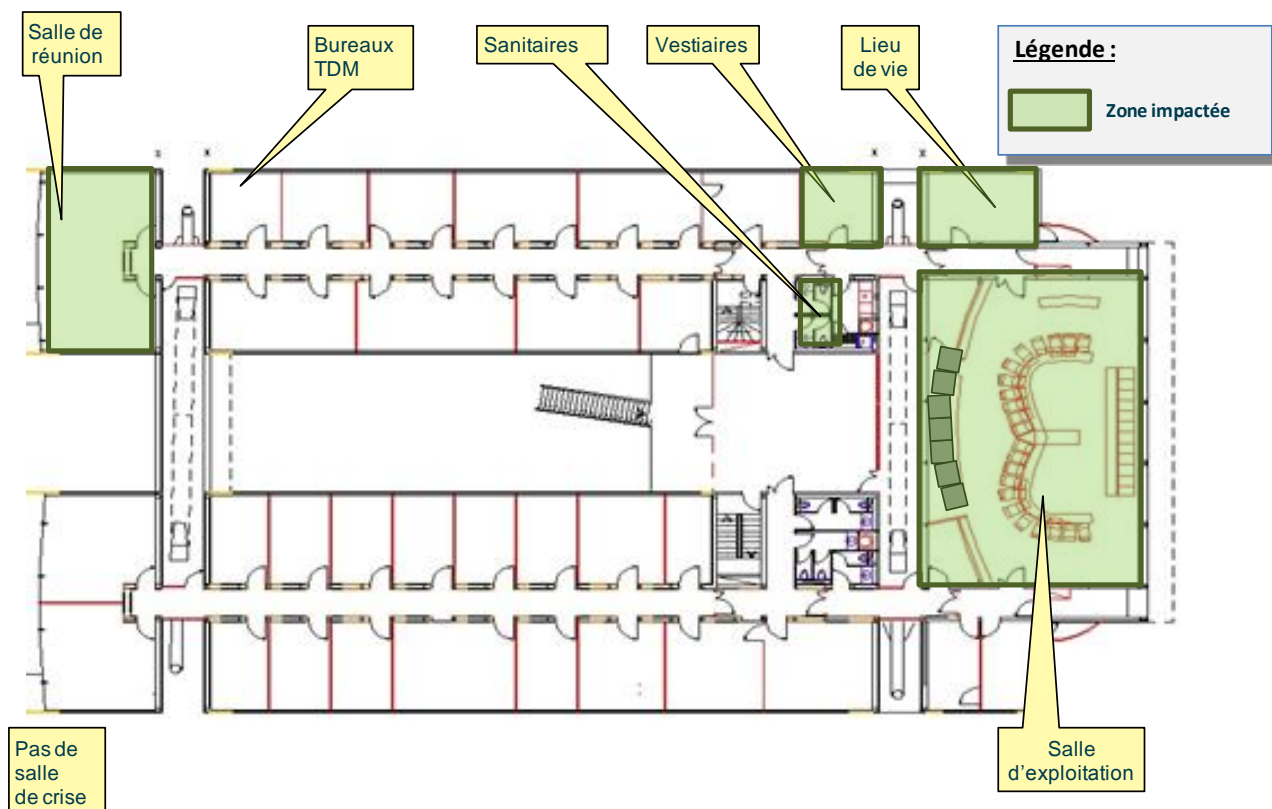 Salle de
réunion
Bureaux
TDM
Sanitaires
Vestiaires
Lieu
de vie
Légende :
Zone impactée
Pas de
salle
de crise
Salle
d'exploitation